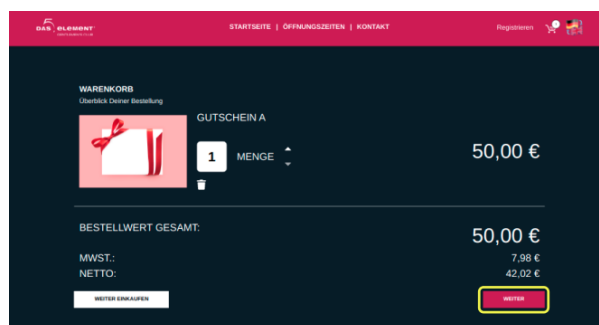 DAS 5. ELEMENT
STARTSEITE | ÖFFNUNGSZEITEN | KONTAKT
Registrieren
WARENKORB
Überblick Deiner Bestellung
GUTSCHEIN A
1 MENGE
50,00 €
BESTELLWERT GESAMT:
50,00 €
MWST.:
7,98 €
NETTO:
42,02 €
WEITER EINKAUFEN
WEITER